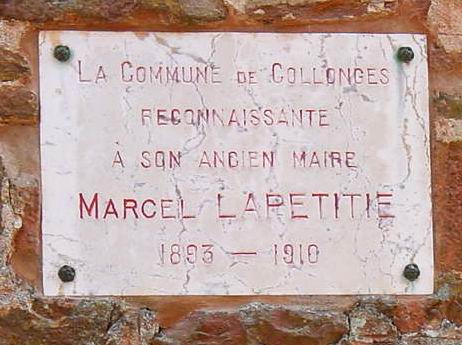 LA COMMUNE DE COLLONGES
RECONNAISSANTE
À SON ANCIEN MAIRE
MARCEL LAPETITIE
1893 — 1910